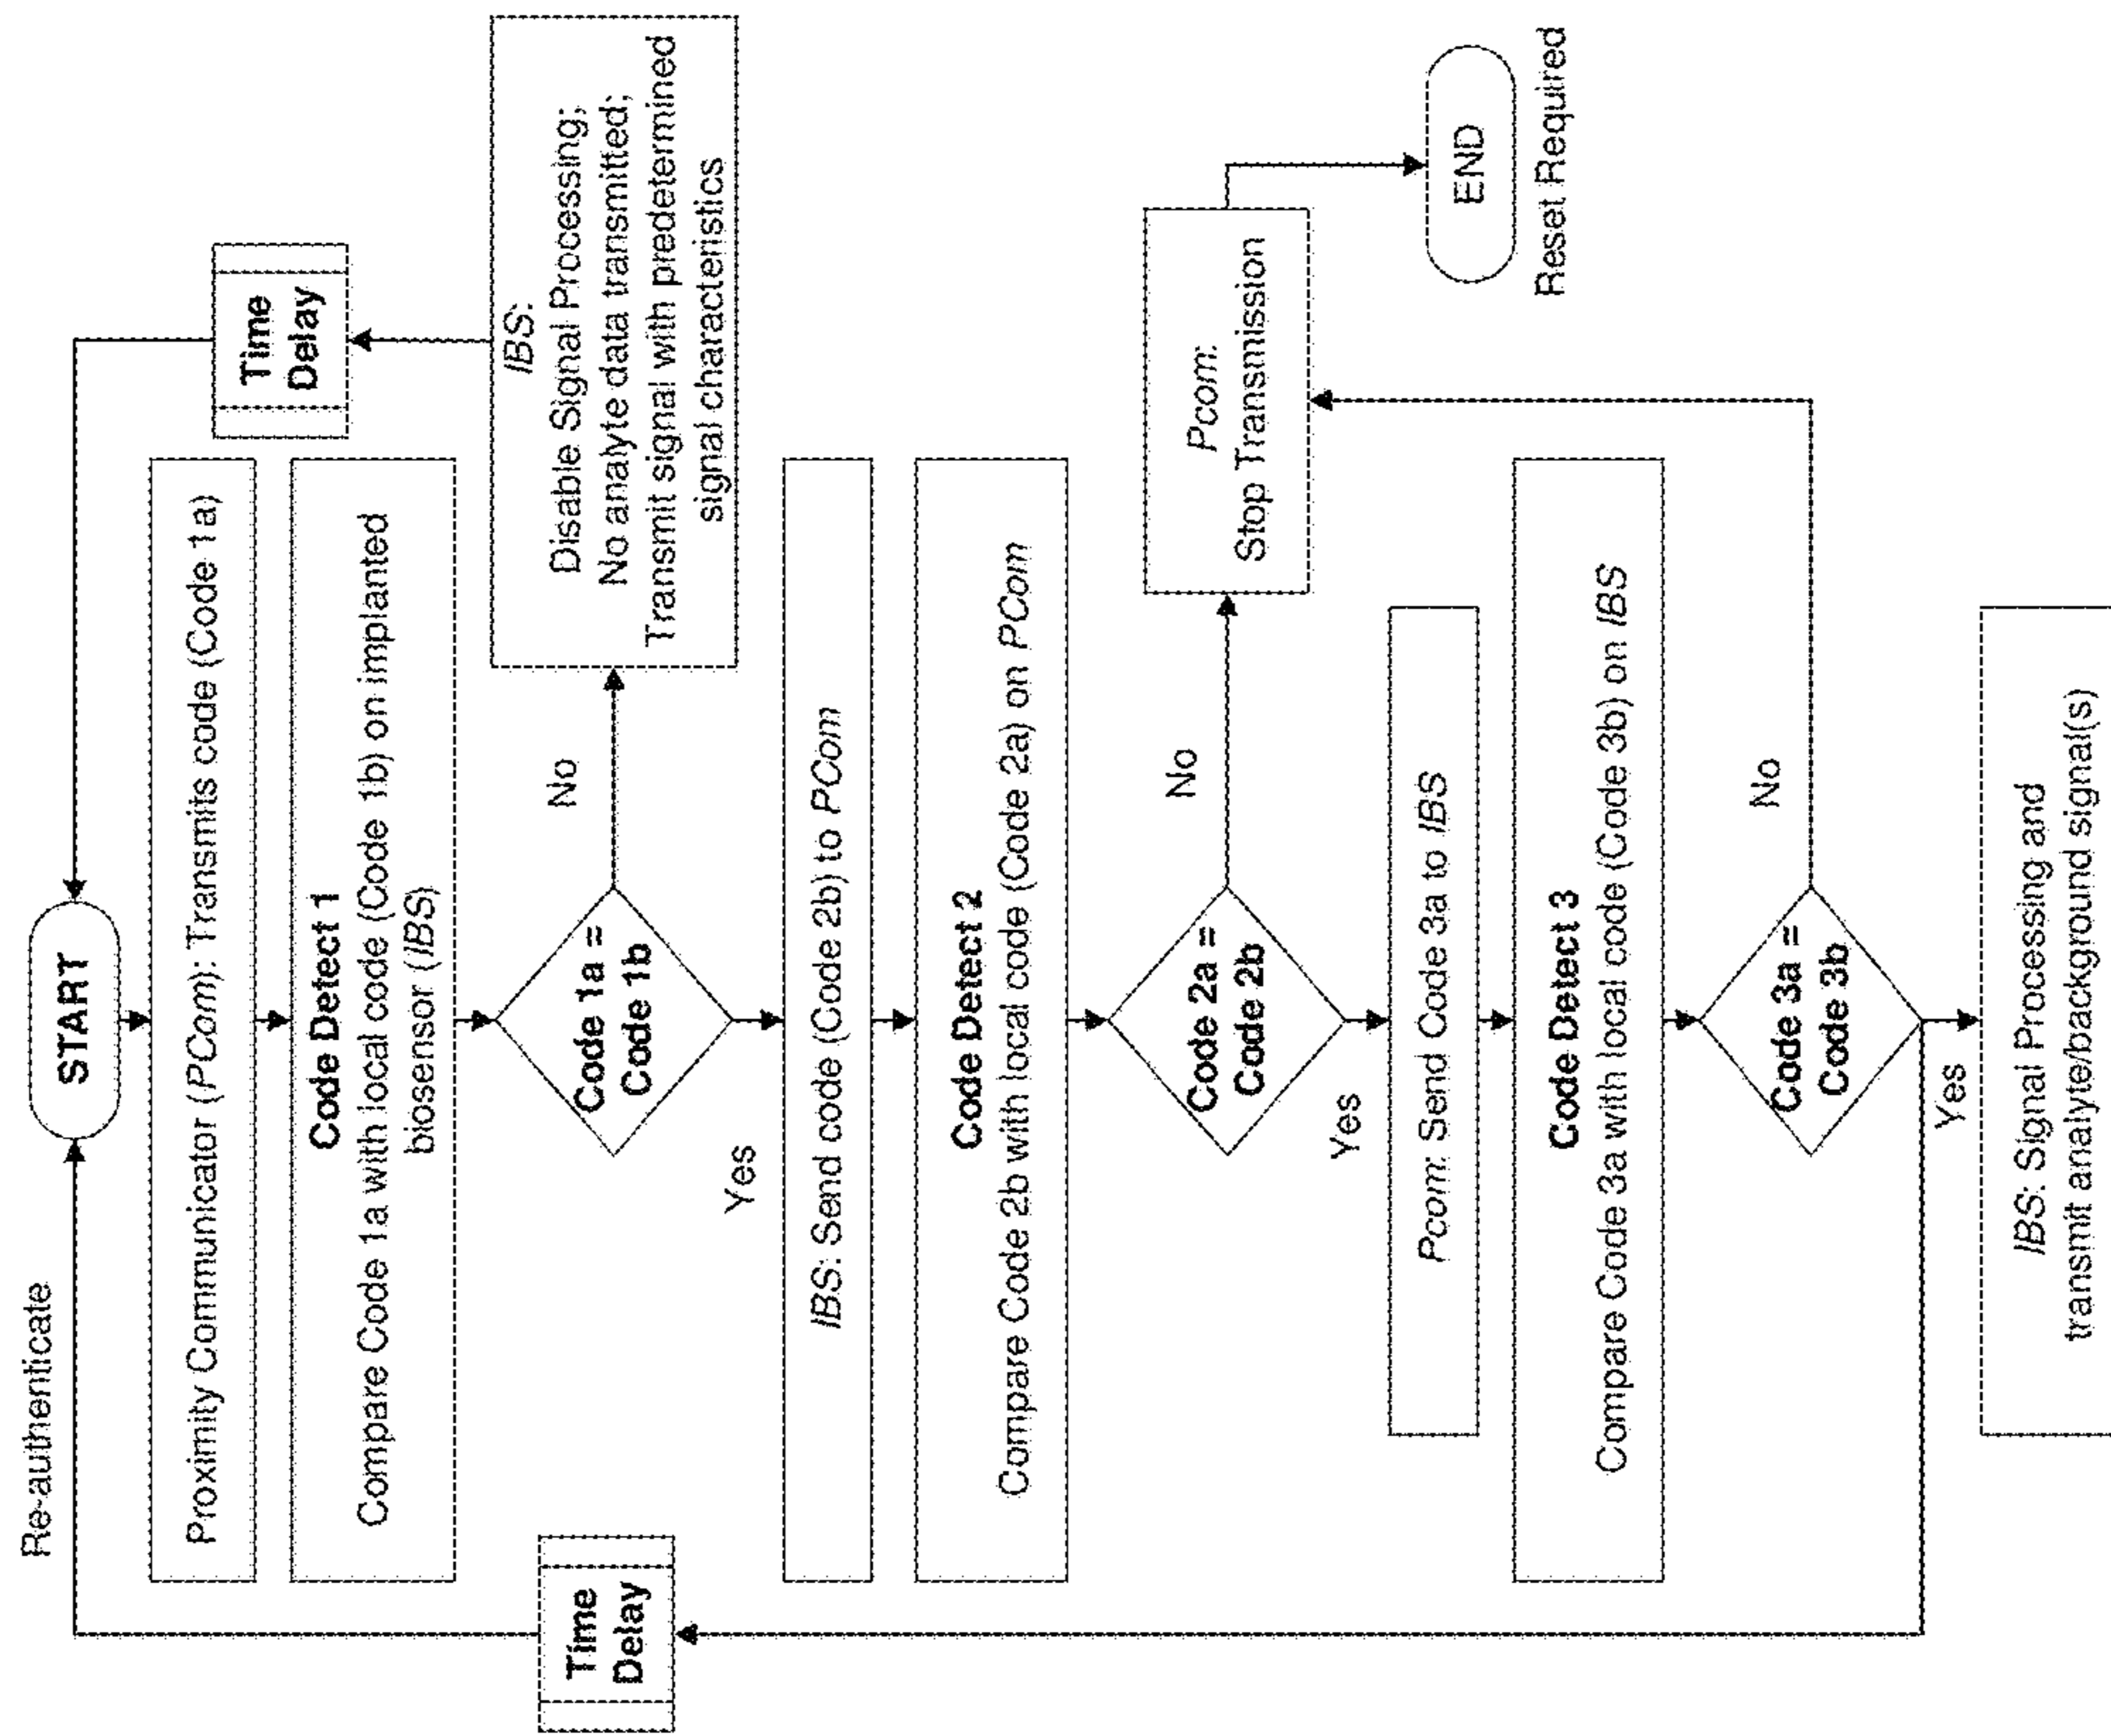 Re-authenticate
START
Proximity Communicator (PCom): Transmits code (Code 1a)
Time
Delay
Code Detect 1
Compare Code 1a with local code (Code 1b) on implanted
biosensor (IBS)
Code 1a =
Code 1b
No
IBS:
Disable Signal Processing;
No analyte data transmitted;
Transmit signal with predetermined
signal characteristics
Time
Delay
Yes
IBS: Send code (Code 2b) to PCom
Code Detect 2
Compare Code 2b with local code (Code 2a) on PCom
Code 2a =
Code 2b
No
Pcom:
Stop Transmission
END
Reset Required
Yes
Pcom: Send Code 3a to IBS
Code Detect 3
Compare Code 3a with local code (Code 3b) on IBS
Code 3a =
Code 3b
No
Yes
IBS: Signal Processing and
transmit analyte/background signal(s)